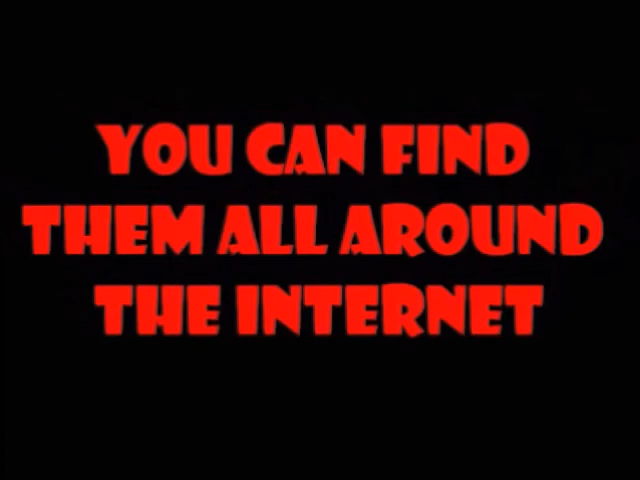 YOU CAN FIND
THEM ALL AROUND
THE INTERNET